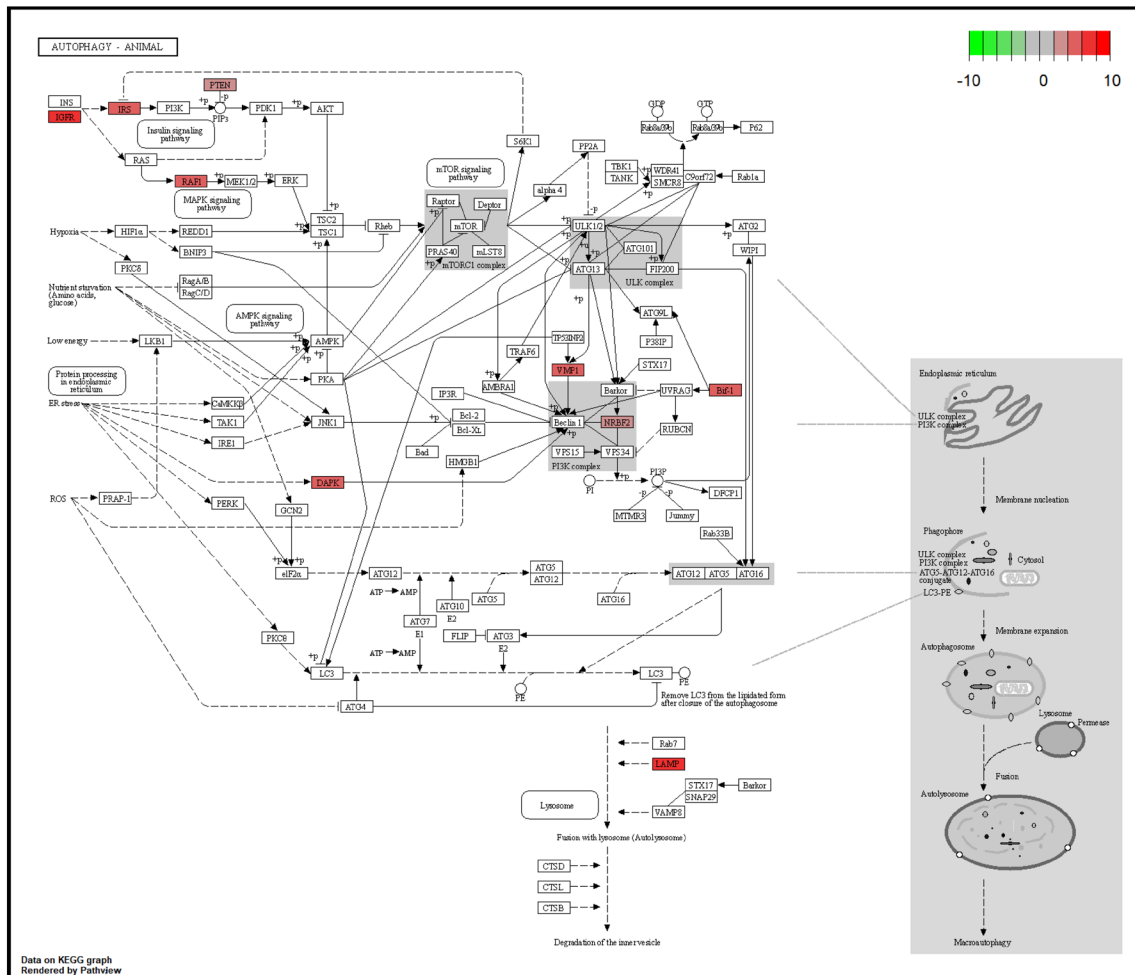 AUTOPHAGY - ANIMAL
-10 0 10
INS
IGFR
IRS
PI3K
PTEN
+p
-p
PIP3
PDK1
+p
AKT
Insulin signaling
pathway
RAS
RAF1
+p
MEK1/2
+p
ERK
MAPK signaling
pathway
S6K1
mTOR signaling
pathway
PP2A
alpha 4
GDP
GTP
Rab8a/39b
Rab8a/39b
P62
TBK1
TANK
+p
WDR41
SMCR8
C9orf72
Rab1a
+p
Hypoxia
HIF1α
REDD1
BNIP3
PKCδ
+p
TSC2
TSC1
+p
+p
Rheb
Raptor
Deptor
mTOR
PRAS40
mLST8
mTORC1 complex
+p
+p
+p
+p
-p
ULK1/2
+u
+p
ATG101
+p
ATG13
FIP200
ULK complex
ATG2
+p
WIPI
Nutrient starvation
(Amino acids,
glucose)
RagA/B
RagC/D
AMPK signaling
pathway
Low energy
LKB1
+p
+p
AMPK
+p
+p
PKA
+p
ATG9L
P38IP
TP53INP2
TRAF6
VMP1
STX17
+p
AMBRA1
Barkor
UVRAG
Bif-1
Protein processing
in endoplasmic
reticulum
ER stress
CaMKKβ
TAK1
IRE1
JNK1
IP3R
+p
Bcl-2
Bcl-XL
Bad
HMGB1
+p
Beclin 1
+p
NRBF2
RUBCN
VPS15
VPS34
PI3K complex
+p
DAPK
ROS
PRAP-1
PERK
GCN2
PI
PI3P
-p
-p
MTMR3
Jummy
DFCP1
Rab33B
+p
+p
eIF2α
ATG12
ATG5
ATG12
ATG12
ATG5
ATG16
ATP
AMP
ATG7
E1
ATG10
E2
ATG5
ATG16
FLIP
ATG3
E2
PKC8
ATP
AMP
+p
LC3
PE
LC3
PE
ATG4
Remove LC3 from the lipidated form
after closure of the autophagosome
Rab7
LAMP
STX17
SNAP29
Barkor
VAMP8
Lysosome
Fusion with lysosome (Autolysosome)
CTSD
CTSL
CTSB
Degradation of the inner vesicle
Endoplasmic reticulum
ULK complex
PI3K complex
Membrane nucleation
Phagophore
ULK complex
PI3K complex
Cytosol
ATG5-ATG12-ATG16
conjugate
LC3-PE
Membrane expansion
Autophagosome
Lysosome
Permease
Fusion
Autolysosome
Macroautophagy
Data on KEGG graph
Rendered by Pathview